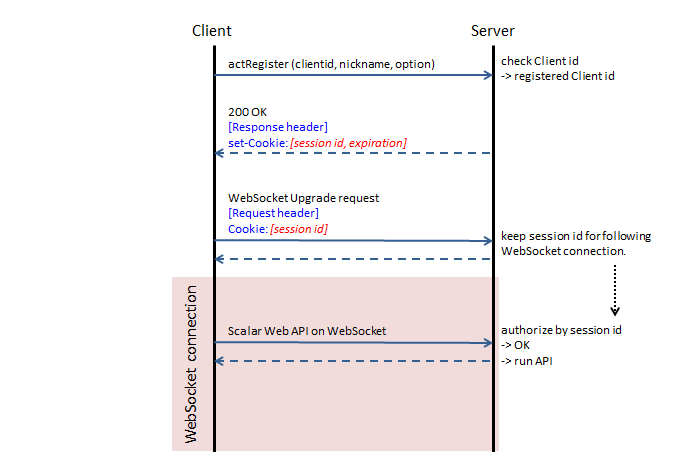 Client
Server
actRegister (clientid, nickname, option)
check Client id
-> registered Client id
200 OK
[Response header]
set-Cookie: [session id, expiration]
WebSocket Upgrade request
[Request header]
Cookie: [session id]
keep session id for following
WebSocket connection.
WebSocket connection
Scalar Web API on WebSocket
authorize by session id
-> OK
-> run API